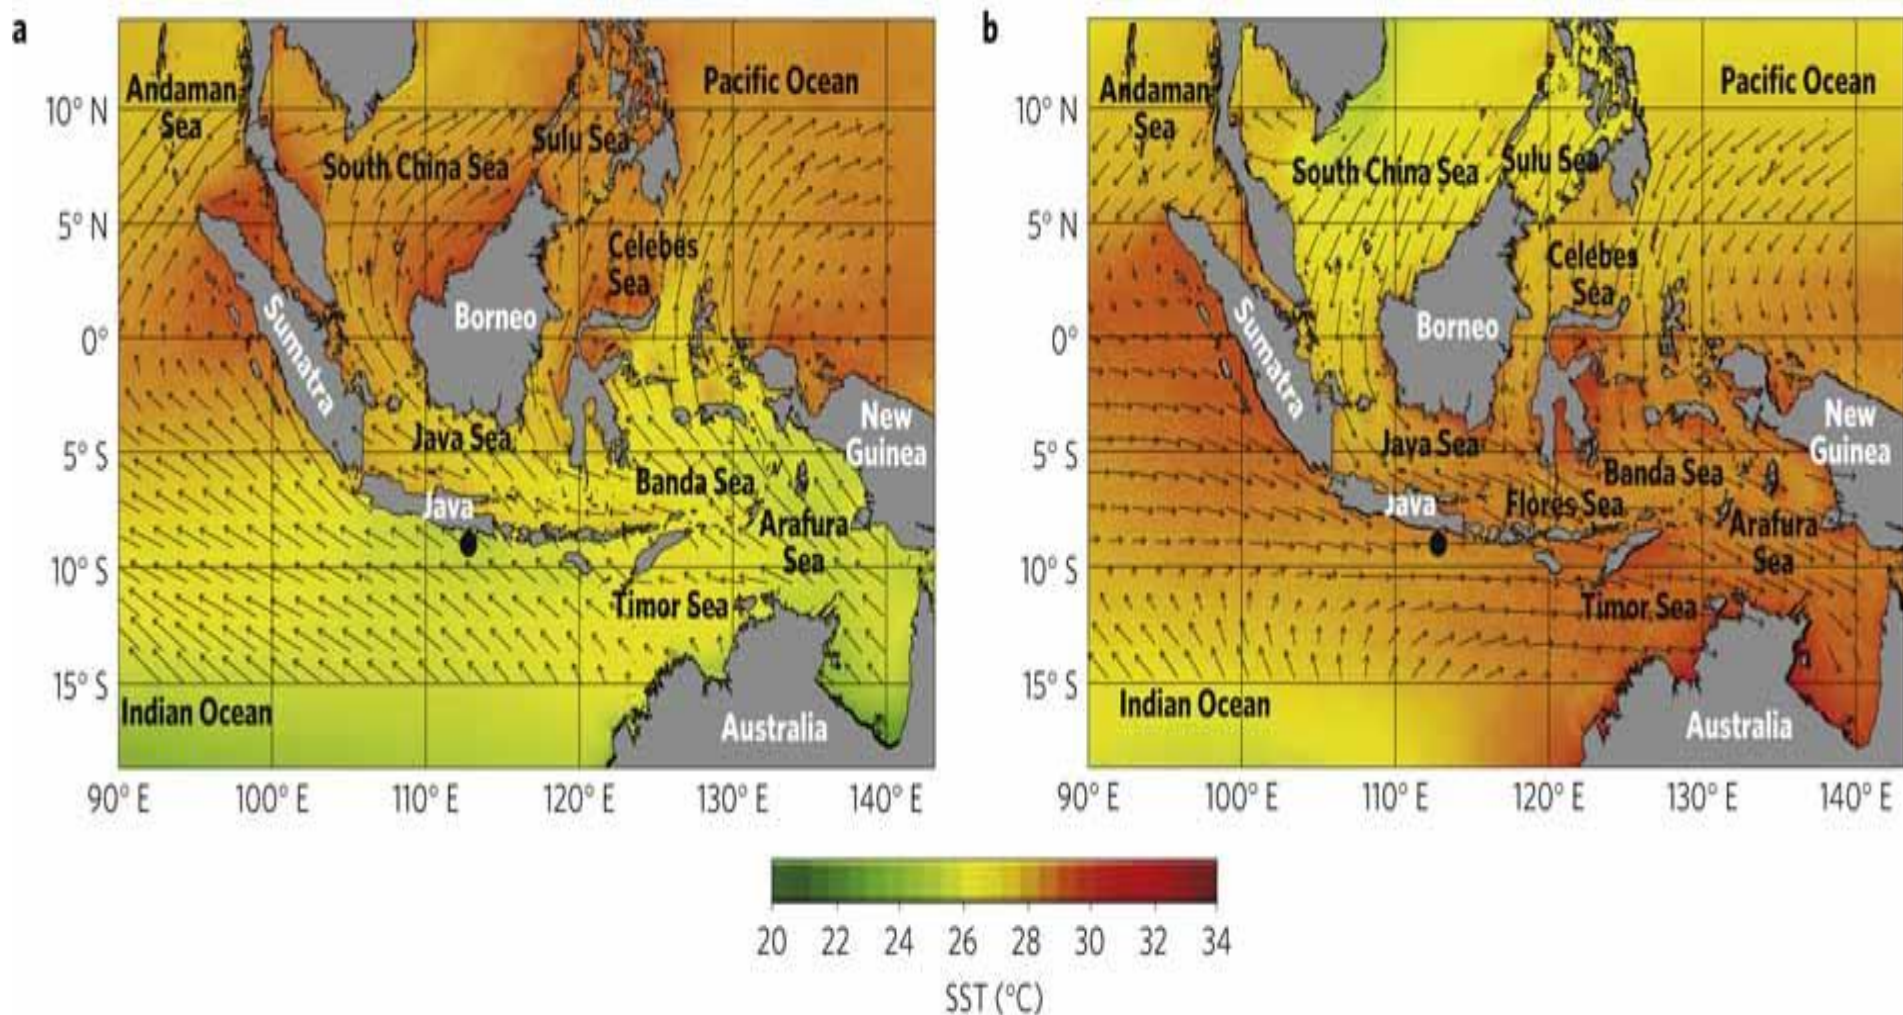 a
Andaman
Sea
Pacific Ocean
South China Sea
Sulu Sea
Celebes
Sea
Sumatra
Borneo
New
Guinea
Java Sea
Banda Sea
Java
Arafura
Sea
Timor Sea
Indian Ocean
Australia
10° N
5° N
0°
5° S
10° S
15° S
90° E 100° E 110° E 120° E 130° E 140° E
b
Andaman
Sea
Pacific Ocean
South China Sea
Sulu Sea
Celebes
Sea
Sumatra
Borneo
New
Guinea
Java Sea
Banda Sea
Java
Flores Sea
Arafura
Sea
Timor Sea
Indian Ocean
Australia
10° N
5° N
0°
5° S
10° S
15° S
90° E 100° E 110° E 120° E 130° E 140° E
20 22 24 26 28 30 32 34
SST (°C)